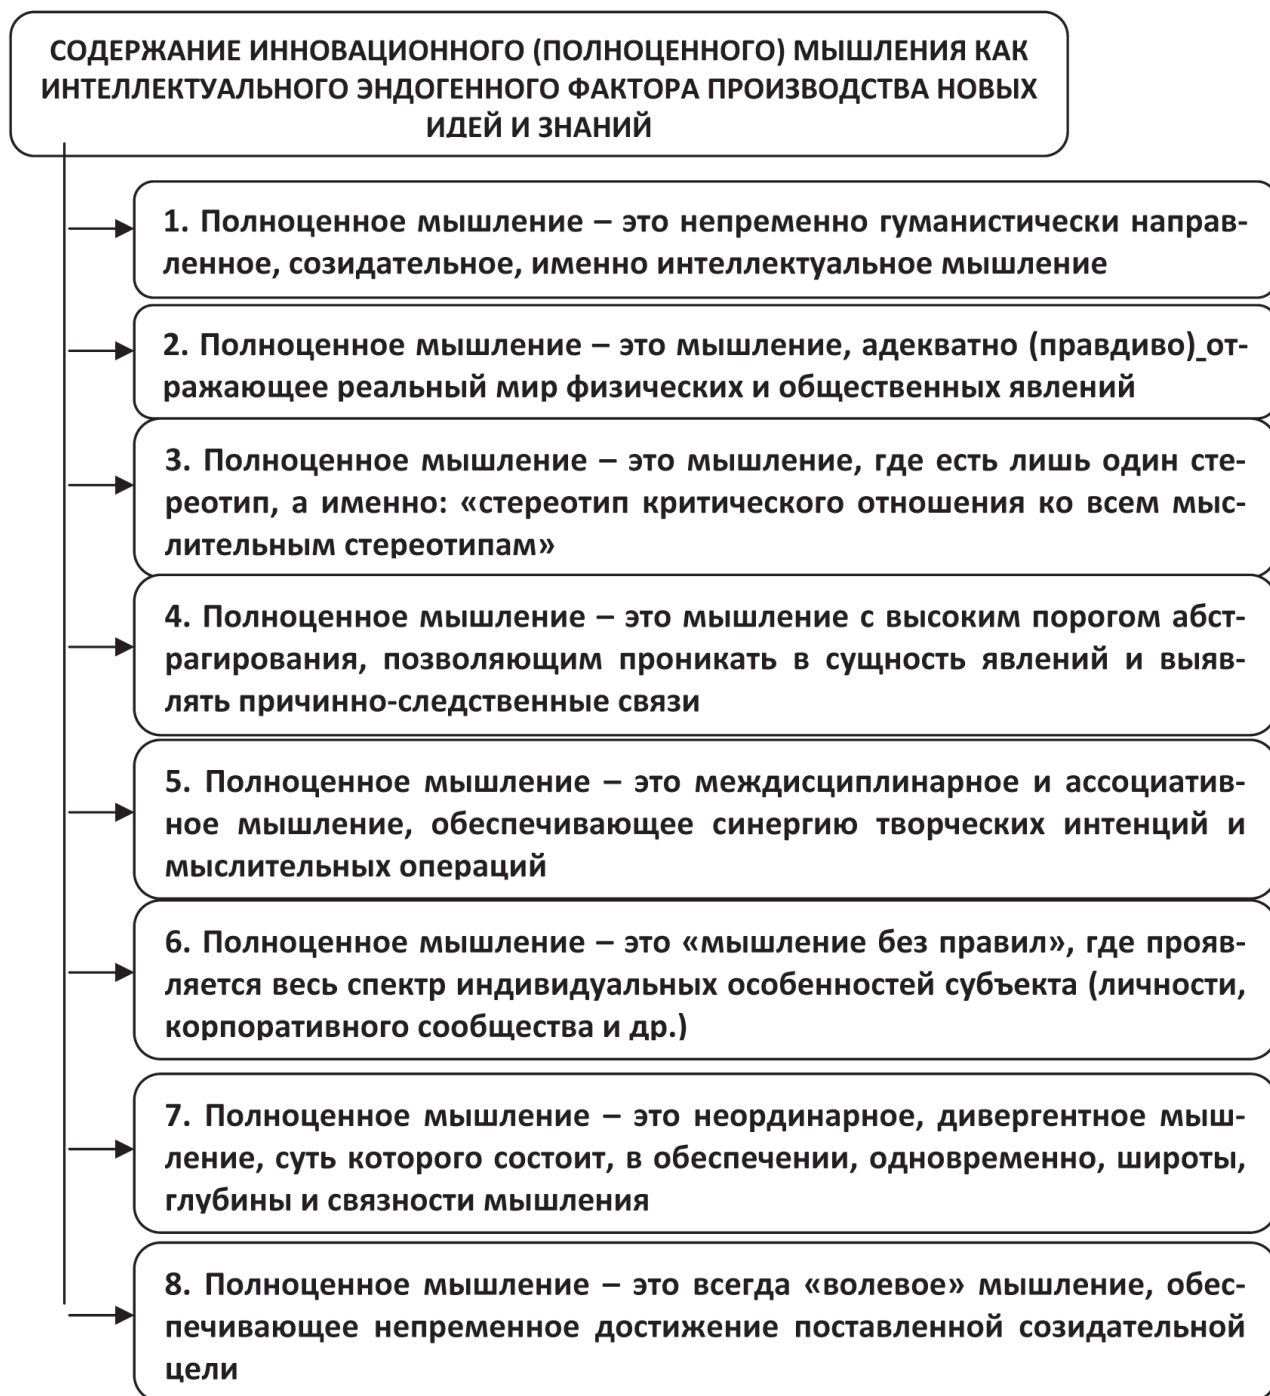 СОДЕРЖАНИЕ ИННОВАЦИОННОГО (ПОЛНОЦЕННОГО) МЫШЛЕНИЯ КАК
ИНТЕЛЛЕКТУАЛЬНОГО ЭНДОГЕННОГО ФАКТОРА ПРОИЗВОДСТВА НОВЫХ
ИДЕЙ И ЗНАНИЙ
1. Полноценное мышление – это непременно гуманистически направ-
ленное, созидательное, именно интеллектуальное мышление
2. Полноценное мышление – это мышление, адекватно (правдиво)_от-
ражающее реальный мир физических и общественных явлений
3. Полноценное мышление – это мышление, где есть лишь один сте-
реотип, а именно: «стереотип критического отношения ко всем мыс-
лительным стереотипам»
4. Полноценное мышление – это мышление с высоким порогом абст-
рагирования, позволяющим проникать в сущность явлений и выяв-
лять причинно-следственные связи
5. Полноценное мышление – это междисциплинарное и ассоциатив-
ное мышление, обеспечивающее синергию творческих интенций и
мыслительных операций
6. Полноценное мышление – это «мышление без правил», где прояв-
ляется весь спектр индивидуальных особенностей субъекта (личности,
корпоративного сообщества и др.)
7. Полноценное мышление – это неординарное, дивергентное мыш-
ление, суть которого состоит, в обеспечении, одновременно, широты,
глубины и связности мышления
8. Полноценное мышление – это всегда «волевое» мышление, обес-
печивающее непременное достижение поставленной созидательной
цели